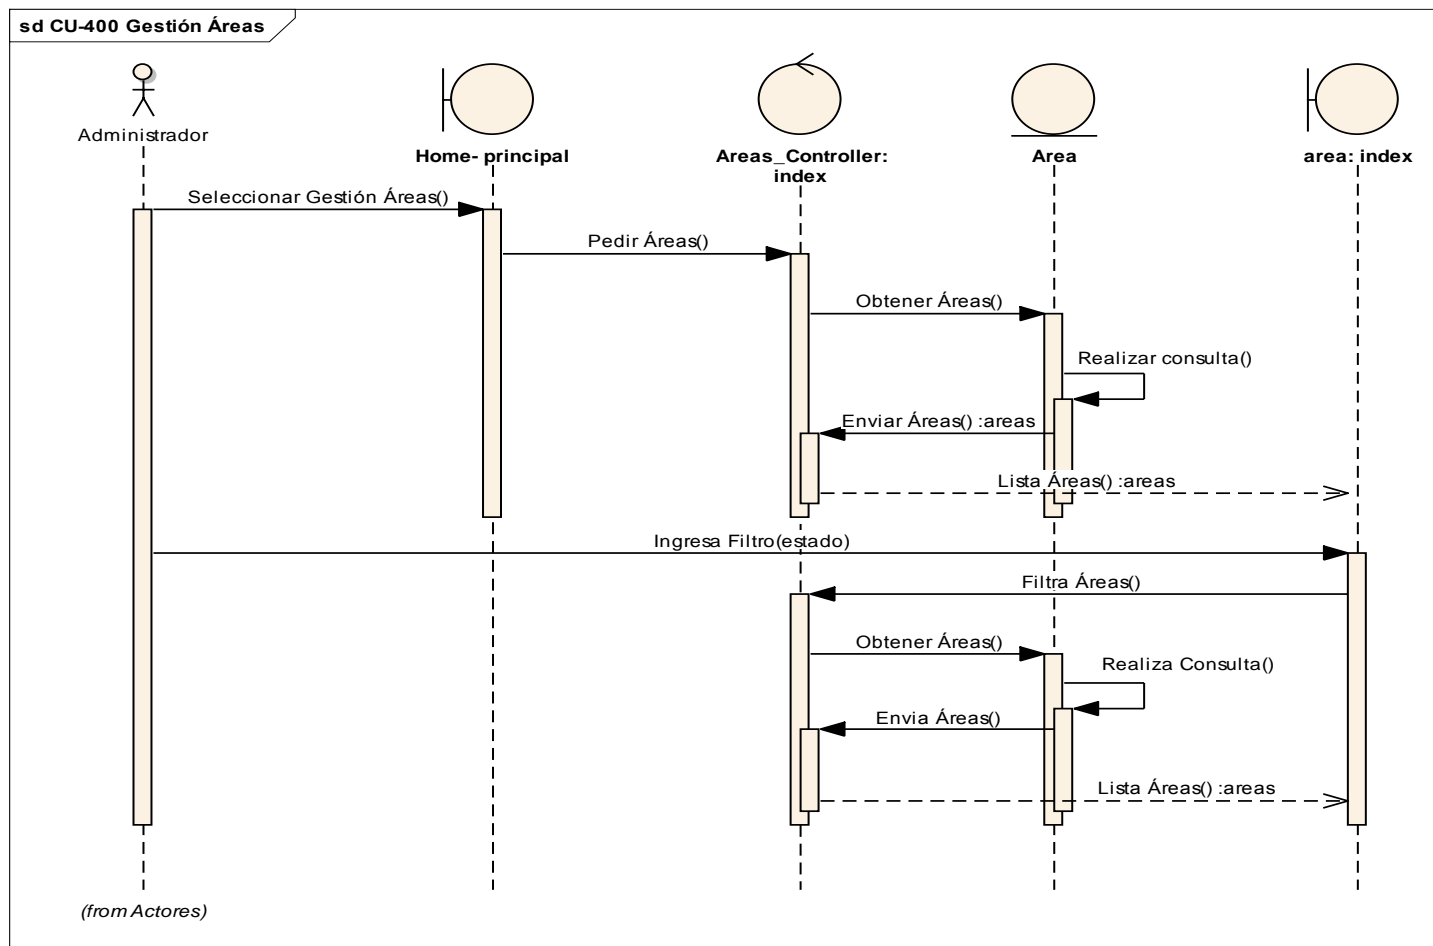 sd CU-400 Gestión Áreas
Administrador
Home- principal
Areas_Controller:
index
Area
area: index
Seleccionar Gestión Áreas()
Pedir Áreas()
Obtener Áreas()
Realizar consulta()
Enviar Áreas() :areas
Lista Áreas() :areas
Ingresa Filtro(estado)
Filtra Áreas()
Obtener Áreas()
Realiza Consulta()
Envia Áreas()
Lista Áreas() :areas
(from Actores)